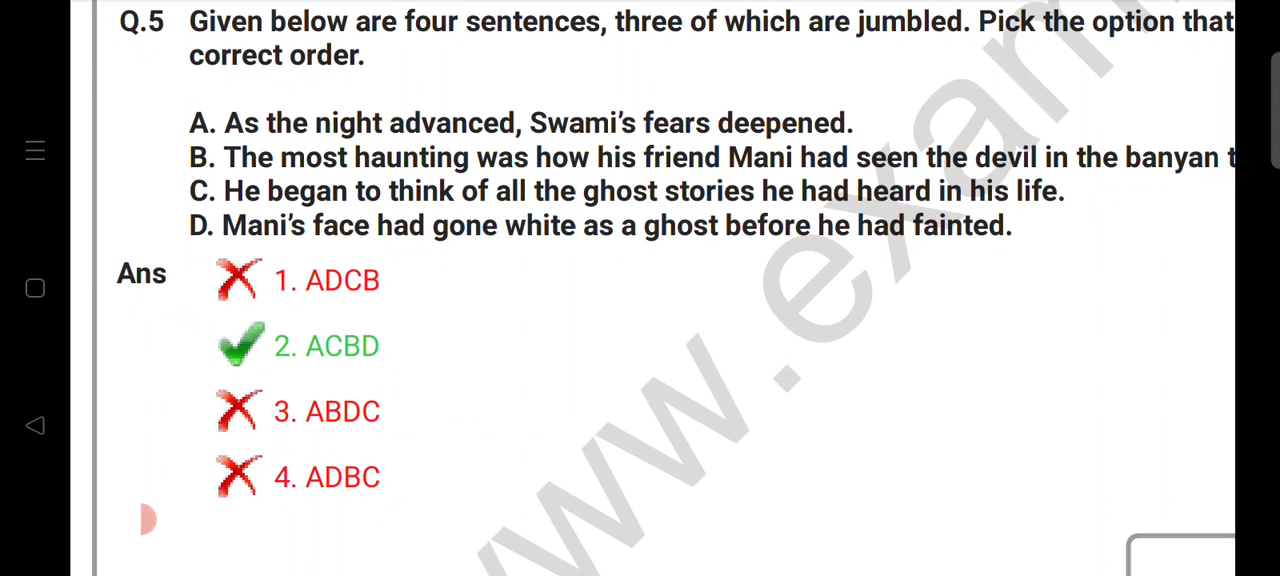 Q.5 Given below are four sentences, three of which are jumbled. Pick the option that
correct order.
A. As the night advanced, Swami's fears deepened.
B. The most haunting was how his friend Mani had seen the devil in the banyan t
C. He began to think of all the ghost stories he had heard in his life.
D. Mani's face had gone white as a ghost before he had fainted.
Ans
1. ADCB
2. ACBD
3. ABDC
4. ADBC
ww.exam